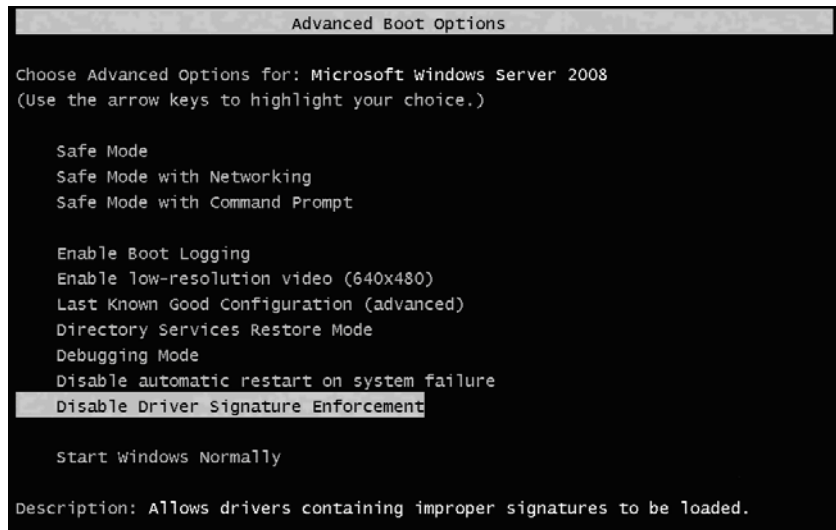 Advanced Boot Options
Choose Advanced Options for: Microsoft Windows Server 2008
(Use the arrow keys to highlight your choice.)
Safe Mode
Safe Mode with Networking
Safe Mode with Command Prompt
Enable Boot Logging
Enable low-resolution video (640x480)
Last Known Good Configuration (advanced)
Directory Services Restore Mode
Debugging Mode
Disable automatic restart on system failure
Disable Driver Signature Enforcement
Start Windows Normally
Description: Allows drivers containing improper signatures to be loaded.